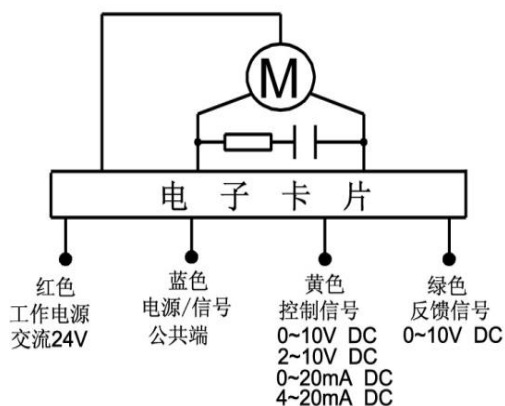 M
电子卡片
红色
工作电源
交流24V
蓝色
电源/信号
公共端
黄色
控制信号
0~10V DC
2~10V DC
0~20mA DC
4~20mA DC
绿色
反馈信号
0~10V DC